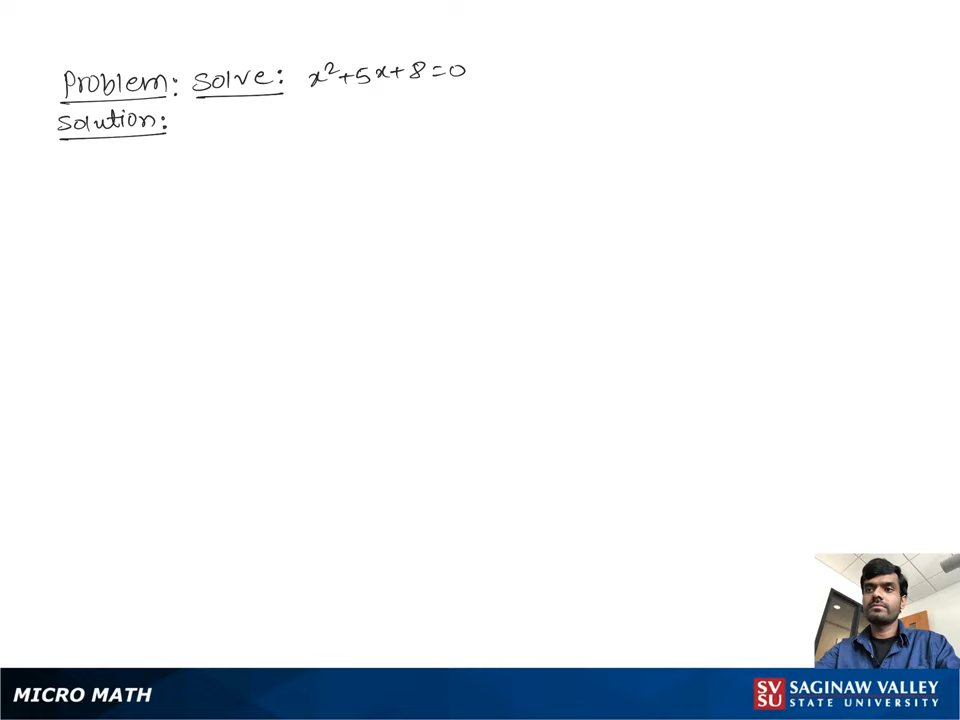 Problem: Solve: x²+5x+8=0
Solution:
MICRO MATH
SV
SU
SAGINAW VALLEY
STATE UNIVERSITY